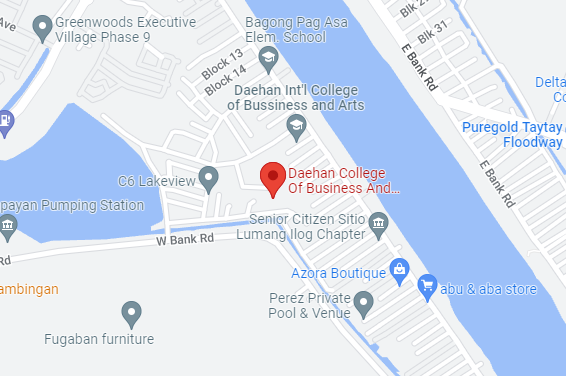 Greenwoods Executive
Village Phase 9
Ave
Bagong Pag Asa
Elem. School
Blk 31
E Bank Rd
Block 13
Block 14
Daehan Int'l College
of Bussiness and Arts
Delta
Co
Puregold Taytay
Floodway
C6 Lakeview
Daehan College
Of Business And...
E Bank Rd
payan Pumping Station
Senior Citizen Sitio
Lumang Ilog Chapter
W Bank Rd
Rd
Azora Boutique
abu & aba store
ambingan
Perez Private
Pool & Venue
Fugaban furniture